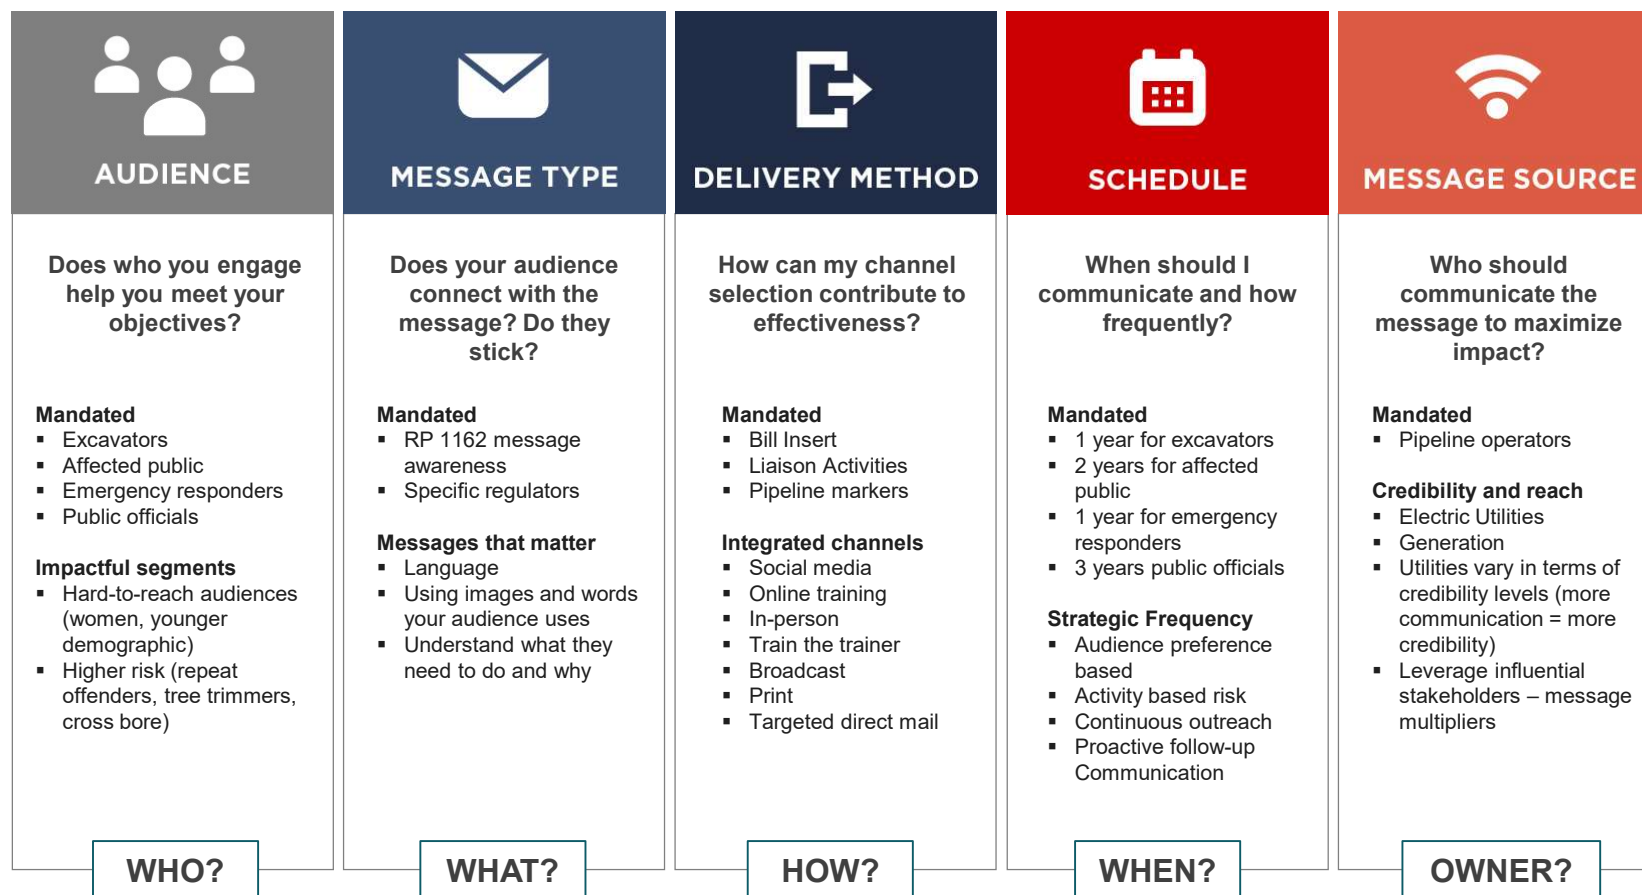 AUDIENCE
Does who you engage
help you meet your
objectives?
Mandated
▪ Excavators
▪ Affected public
▪ Emergency responders
▪ Public officials
Impactful segments
▪ Hard-to-reach audiences
(women, younger
demographic)
▪ Higher risk (repeat
offenders, tree trimmers,
cross bore)
WHO?
MESSAGE TYPE
Does your audience
connect with the
message? Do they
stick?
Mandated
▪ RP 1162 message
awareness
▪ Specific regulators
Messages that matter
▪ Language
▪ Using images and words
your audience uses
▪ Understand what they
need to do and why
WHAT?
DELIVERY METHOD
How can my channel
selection contribute to
effectiveness?
Mandated
▪ Bill Insert
▪ Liaison Activities
▪ Pipeline markers
Integrated channels
▪ Social media
▪ Online training
▪ In-person
▪ Train the trainer
▪ Broadcast
▪ Print
▪ Targeted direct mail
HOW?
SCHEDULE
When should I
communicate and how
frequently?
Mandated
▪ 1 year for excavators
▪ 2 years for affected
public
▪ 1 year for emergency
responders
▪ 3 years public officials
Strategic Frequency
▪ Audience preference
based
▪ Activity based risk
▪ Continuous outreach
▪ Proactive follow-up
Communication
WHEN?
MESSAGE SOURCE
Who should
communicate the
message to maximize
impact?
Mandated
▪ Pipeline operators
Credibility and reach
▪ Electric Utilities
▪ Generation
▪ Utilities vary in terms of
credibility levels (more
communication = more
credibility)
▪ Leverage influential
stakeholders – message
multipliers
OWNER?